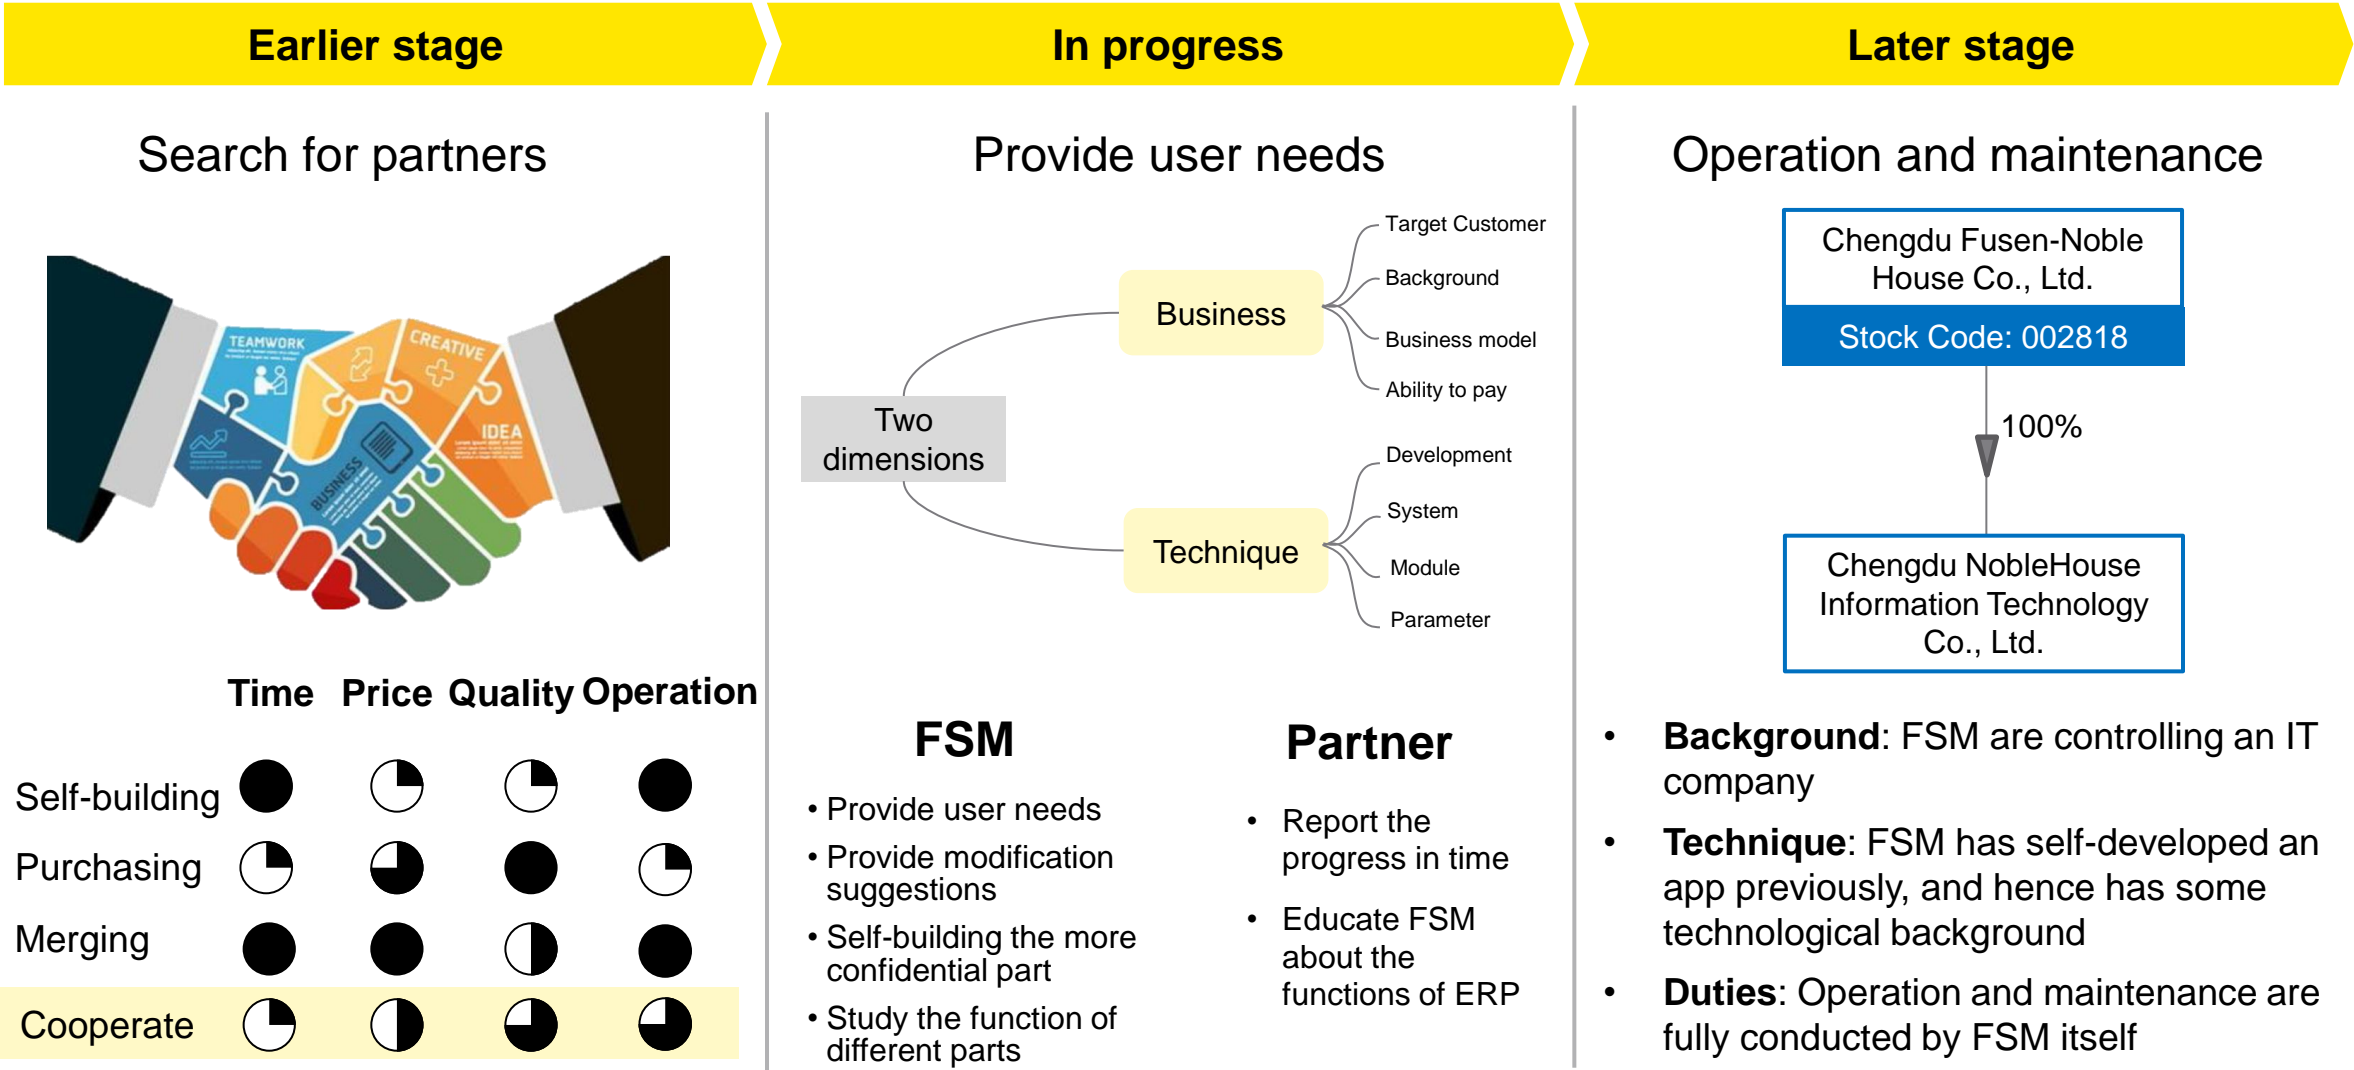 Earlier stage
In progress
Later stage
Search for partners
TEAMWORK
CREATIVE
IDEA
BUSINESS
Time Price Quality Operation
Self-building
Purchasing
Merging
Cooperate
Provide user needs
Two
dimensions
Business
Target Customer
Background
Business model
Ability to pay
Technique
Development
System
Module
Parameter
FSM
• Provide user needs
• Provide modification
suggestions
• Self-building the more
confidential part
• Study the function of
different parts
Partner
• Report the
progress in time
• Educate FSM
about the
functions of ERP
Operation and maintenance
Chengdu Fusen-Noble
House Co., Ltd.
Stock Code: 002818
100%
Chengdu NobleHouse
Information Technology
Co., Ltd.
• Background: FSM are controlling an IT
company
• Technique: FSM has self-developed an
app previously, and hence has some
technological background
• Duties: Operation and maintenance are
fully conducted by FSM itself